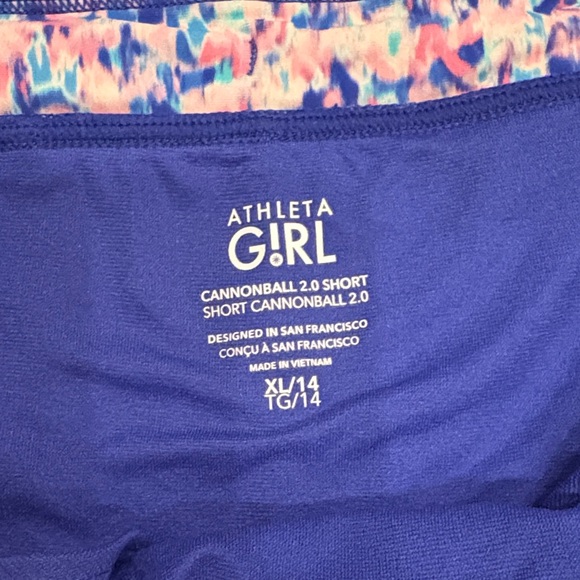 ATHLETA
G!RL
CANNONBALL 2.0 SHORT
SHORT CANNONBALL 2.0
DESIGNED IN SAN FRANCISCO
CONÇU À SAN FRANCISCO
MADE IN VIETNAM
XL/14
TG/14